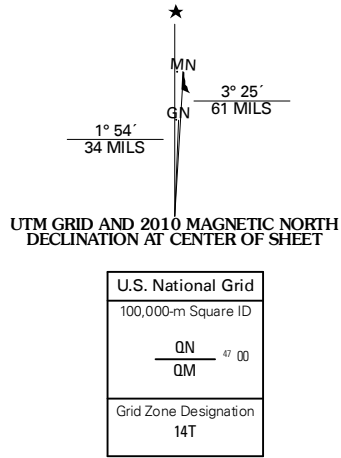 ★
MN
3° 25´
61 MILS
GN
1° 54´
34 MILS
UTM GRID AND 2010 MAGNETIC NORTH
DECLINATION AT CENTER OF SHEET
U.S. National Grid
100,000-m Square ID
QN
47 00
QM
Grid Zone Designation
14T